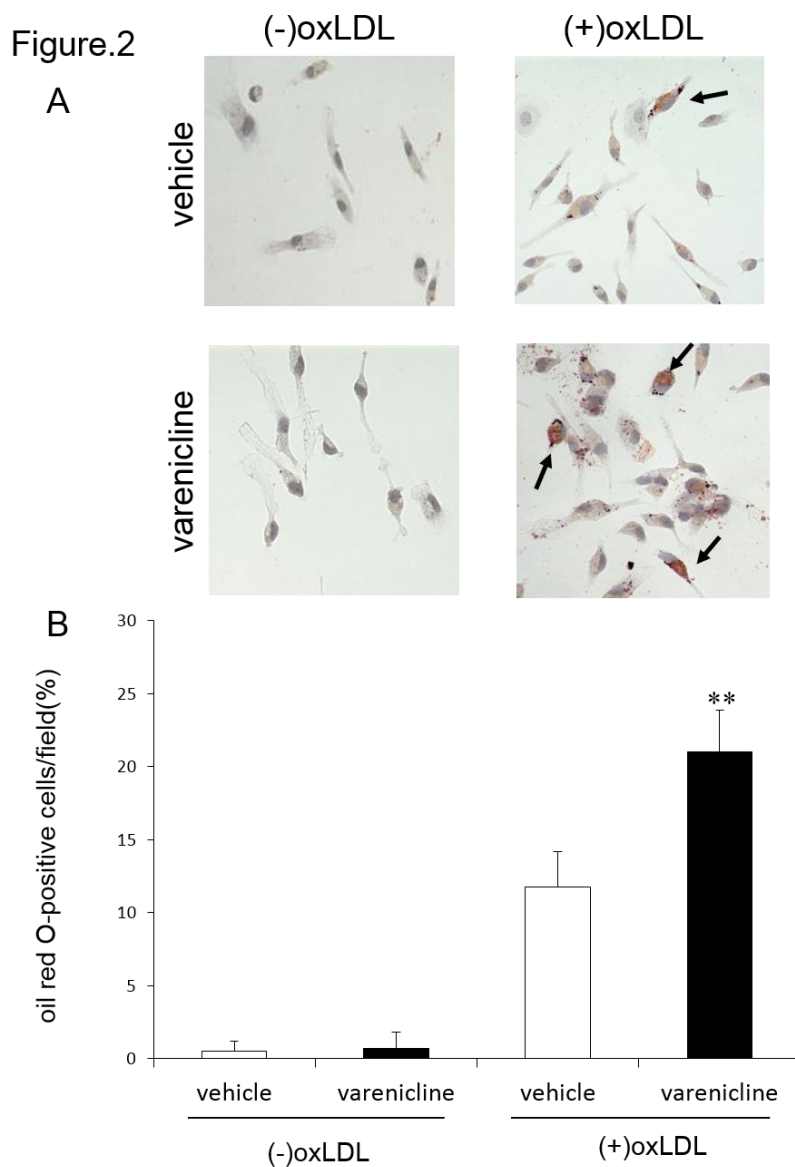 Figure.2
(-)oxLDL (+)oxLDL
A
vehicle
varenicline
B
oil red O-positive cells/field(%)
30
25
20
15
10
5
0
**
vehicle varenicline vehicle varenicline
(-)oxLDL (+)oxLDL